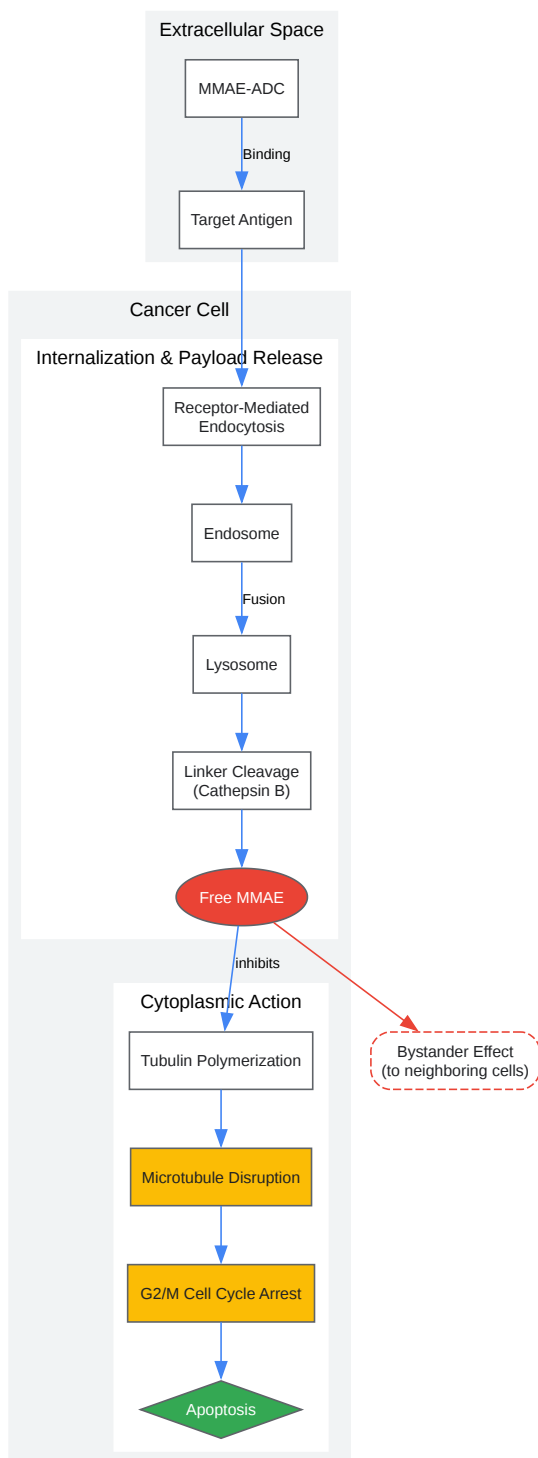 Extracellular Space
MMAE-ADC
Binding
Target Antigen
Cancer Cell
Internalization & Payload Release
Receptor-Mediated
Endocytosis
Endosome
Fusion
Lysosome
Linker Cleavage
(Cathepsin B)
Free MMAE
inhibits
Cytoplasmic Action
Tubulin Polymerization
Bystander Effect
(to neighboring cells)
Microtubule Disruption
G2/M Cell Cycle Arrest
Apoptosis